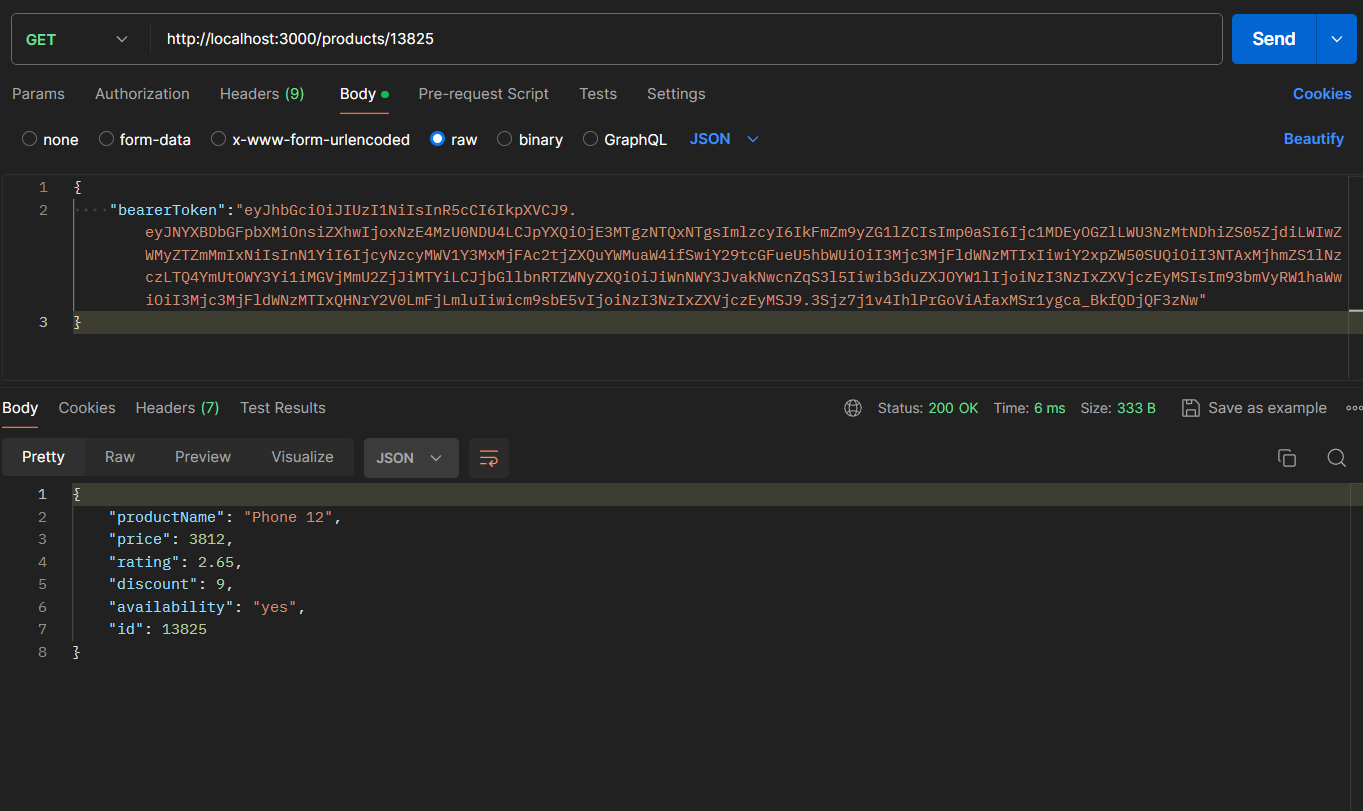 GET http://localhost:3000/products/13825 Send
Params Authorization Headers (9) Body Pre-request Script Tests Settings Cookies
none form-data x-www-form-urlencoded raw binary GraphQL JSON Beautify
1 {
2 "bearerToken":"eyJhbGciOiJIUzI1NiIsInR5cCI6IkpXVCJ9.
eyJNYXBDbGFpbXMiOnsiZXhwIjoxNzE4MzU0NDU4LCJpYXQiOjE3MTgzNTQxNTgsImlzcyI6IkFmZm9yZG1lZCIsImp0aSI6Ijc1MDEyOGZlLWU3NzMtNDhiZS05ZjdiLWIwZ
WMyZTZmMmIxNiIsInN1YiI6IjcyNzcyMWV1Y3MxMjFAc2tjZXQuYWMuaW4ifSwiY29tcGFueU5hbWUiOiI3Mjc3MjFldWNzMTIxIiwiY2xpZW50SUQiOiI3NTAxMjhmZS1lNz
czLTQ4YmUtOWY3Yi1iMGVjMmU2ZjJiMTYiLCJjbGllbnRTZWNyZXQiOiJiWnNWY3JvakNwcnZqS3l5Iiwib3duZXJOYW1lIjoiNzI3NzIxZXVjczEyMSIsIm93bmVyRW1haWw
iOiI3Mjc3MjFldWNzMTIxQHNrY2V0LmFjLmluIiwicm9sbE5vIjoiNzI3NzIxZXVjczEyMSJ9.3Sjz7j1v4IhlPrGoViAfaxMSr1ygca_BkfQDjQF3zNw"
3 }
Body Cookies Headers (7) Test Results Status: 200 OK Time: 6 ms Size: 333 B Save as example
Pretty Raw Preview Visualize JSON
1 {
2 "productName": "Phone 12",
3 "price": 3812,
4 "rating": 2.65,
5 "discount": 9,
6 "availability": "yes",
7 "id": 13825
8 }